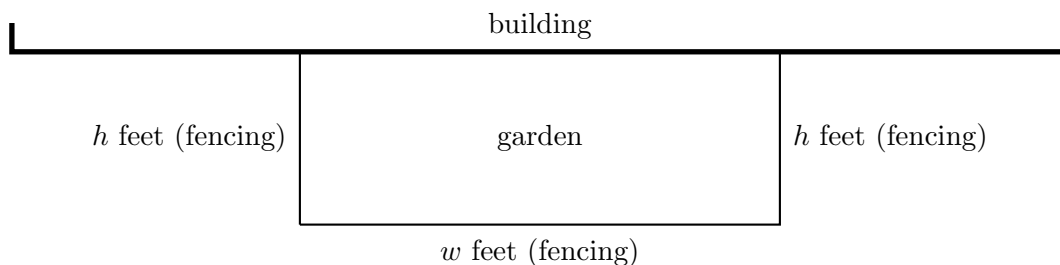 building
h feet (fencing)
garden
h feet (fencing)
w feet (fencing)